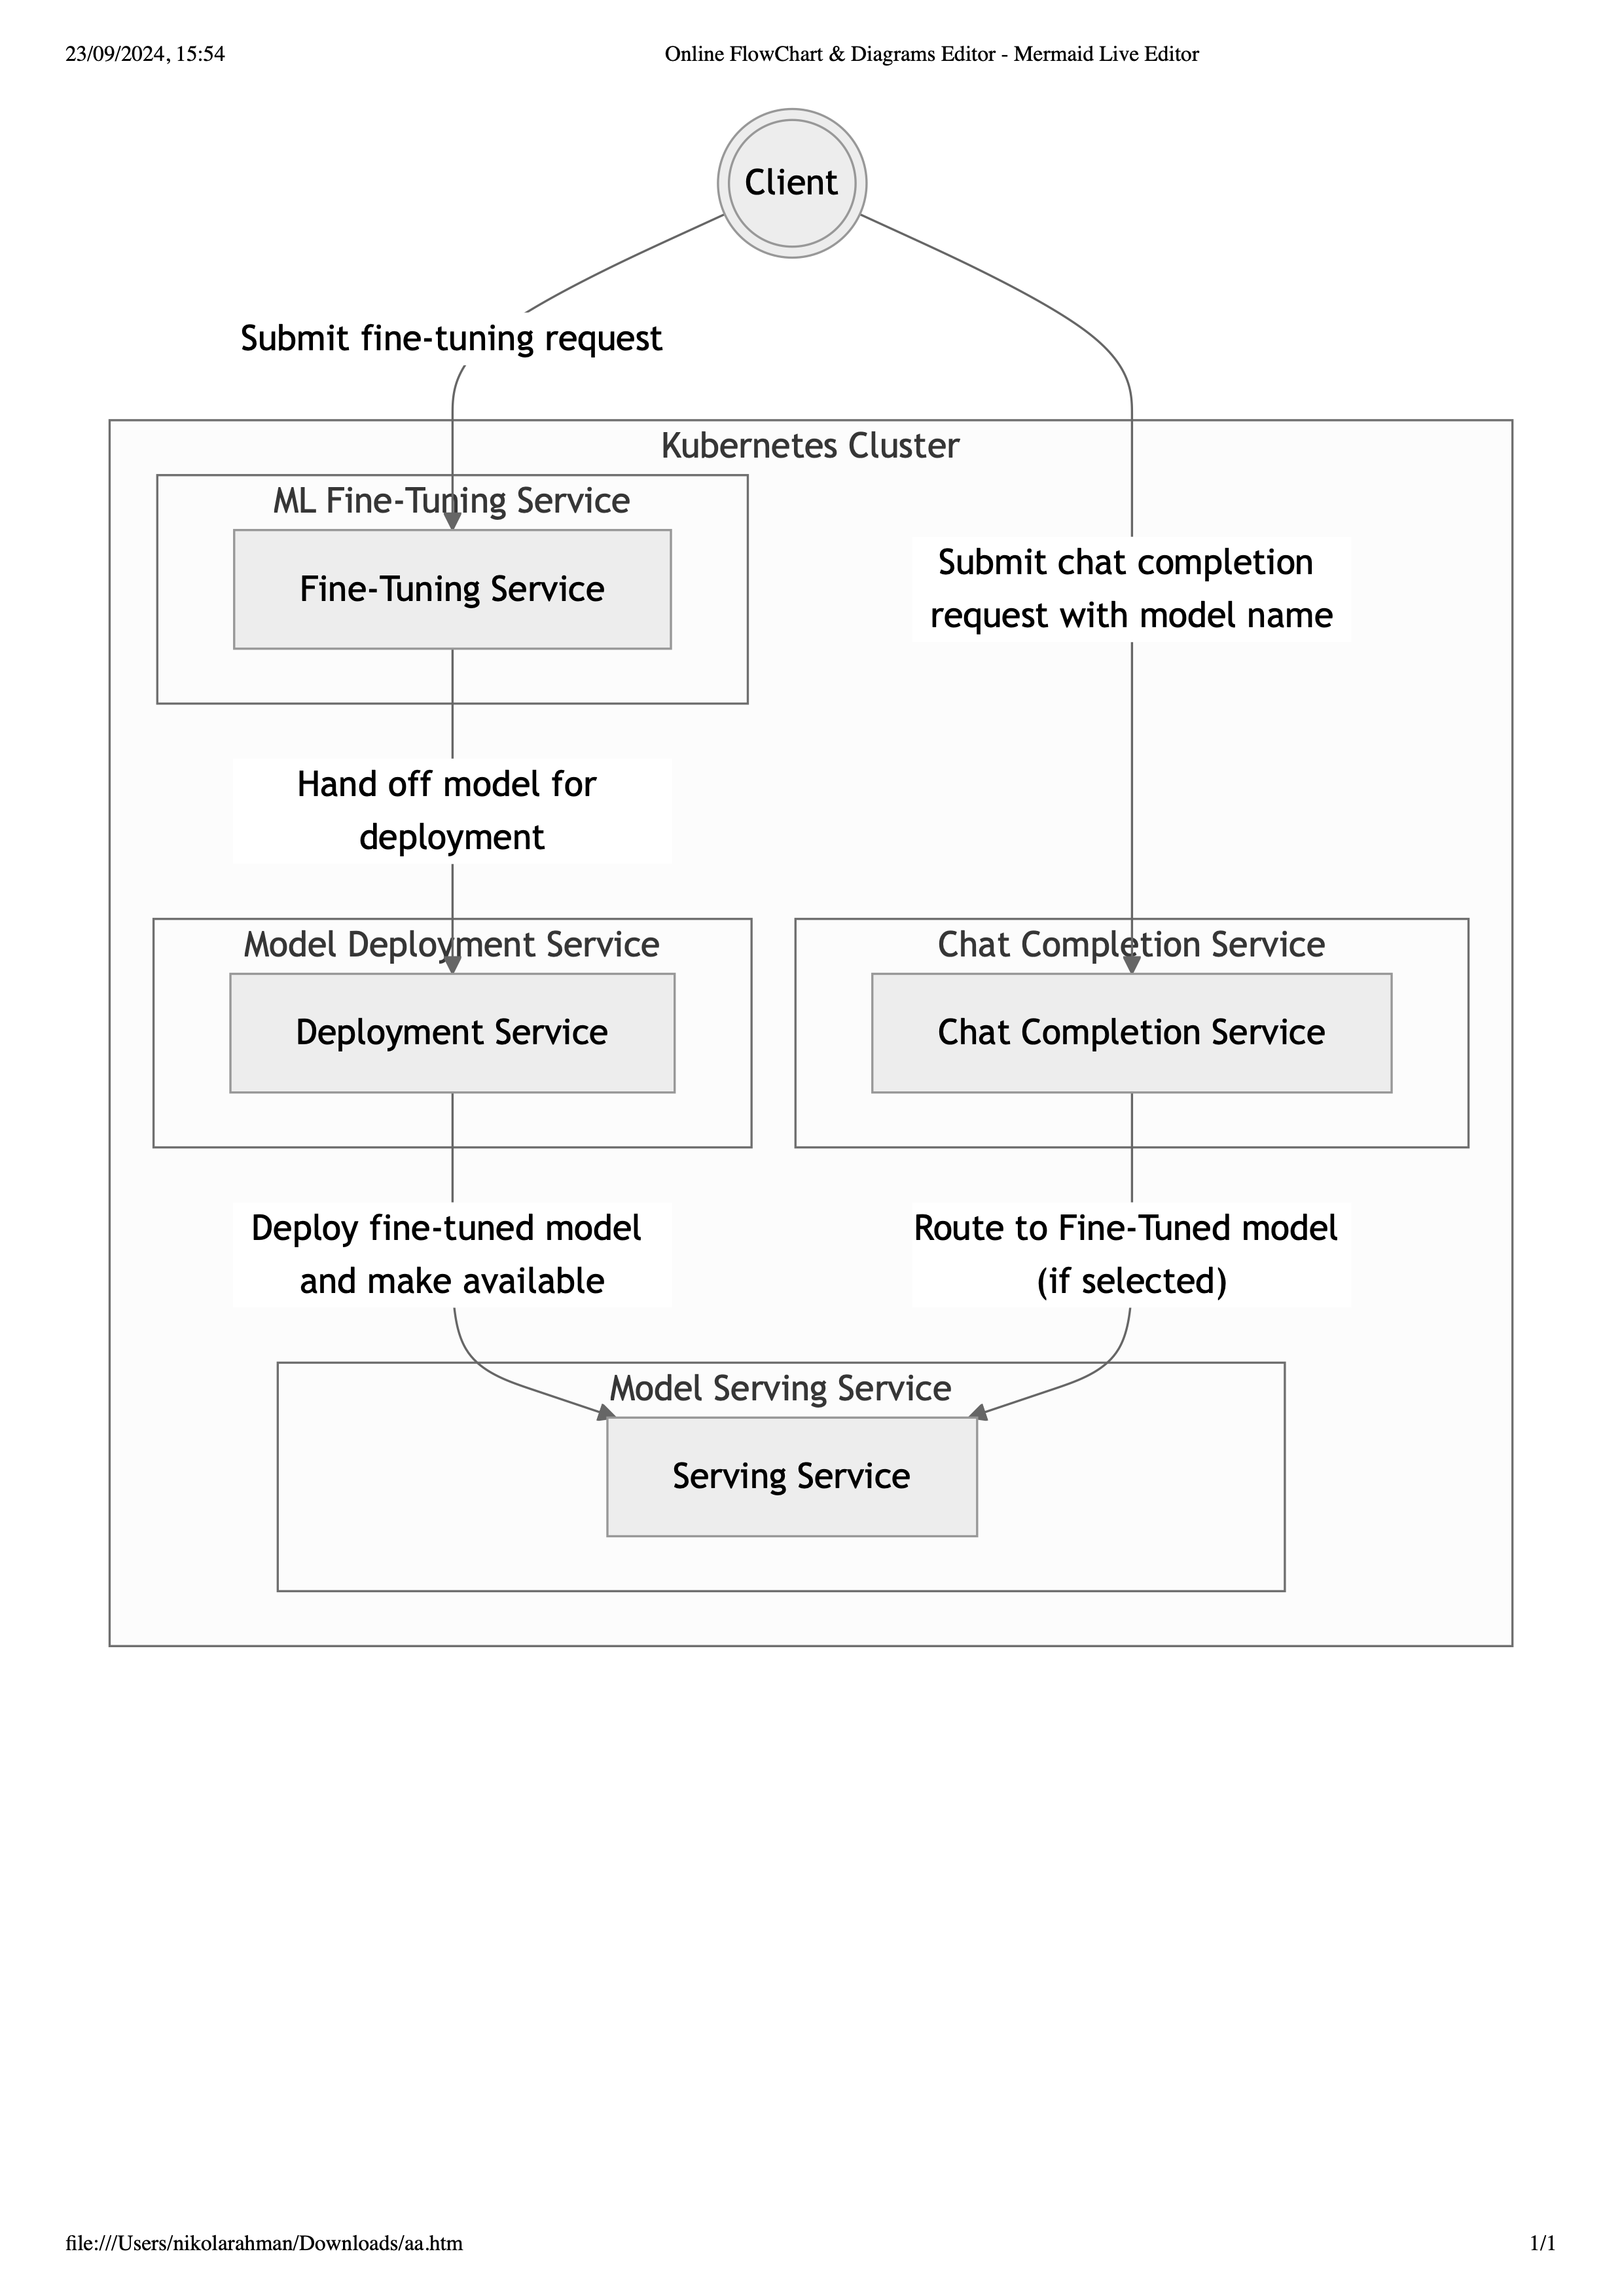 23/09/2024, 15:54
Online FlowChart & Diagrams Editor - Mermaid Live Editor
Client
Submit fine-tuning request
Kubernetes Cluster
ML Fine-Tuning Service
Fine-Tuning Service
Submit chat completion
request with model name
Hand off model for
deployment
Model Deployment Service
Deployment Service
Chat Completion Service
Chat Completion Service
Deploy fine-tuned model
and make available
Route to Fine-Tuned model
(if selected)
Model Serving Service
Serving Service
file:///Users/nikolarahman/Downloads/aa.htm
1/1